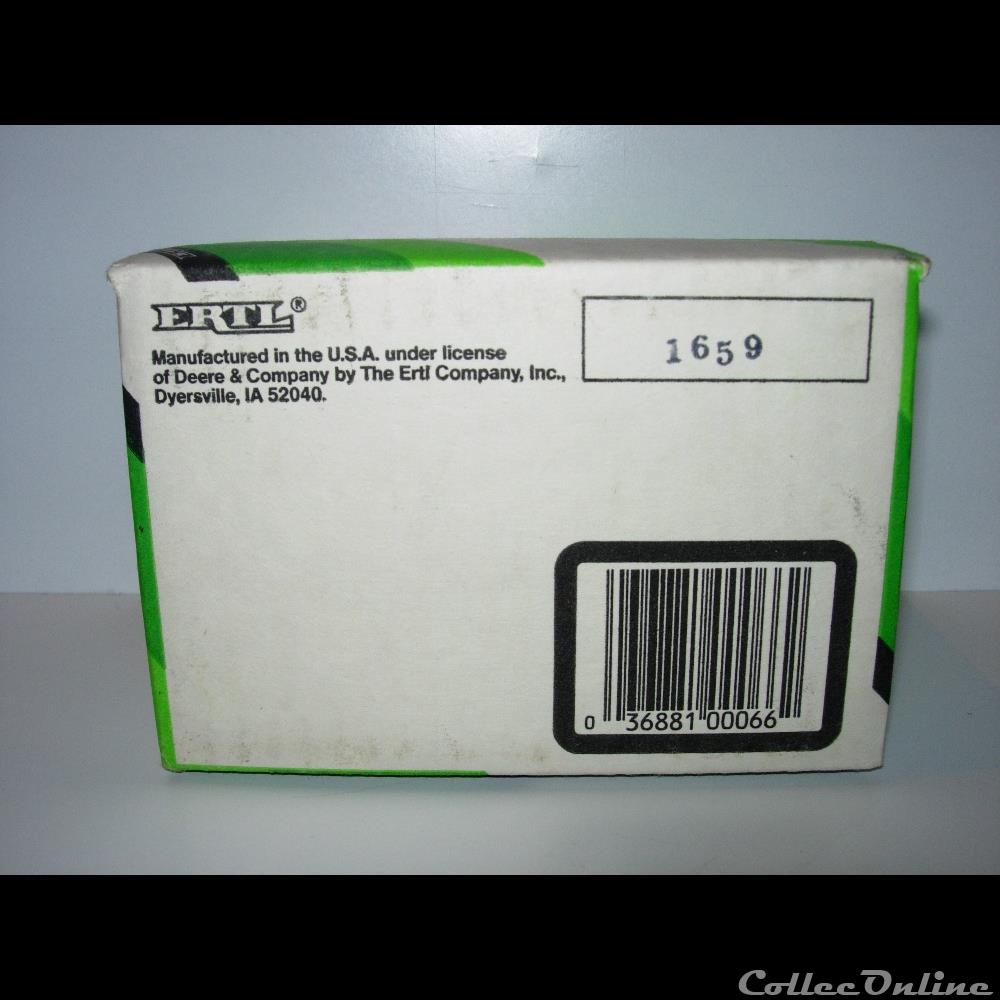 ERTL®
Manufactured in the U.S.A. under license
of Deere & Company by The Ertl Company, Inc.,
Dyersville, IA 52040.
1659
0 36881 00066
CollecOnline